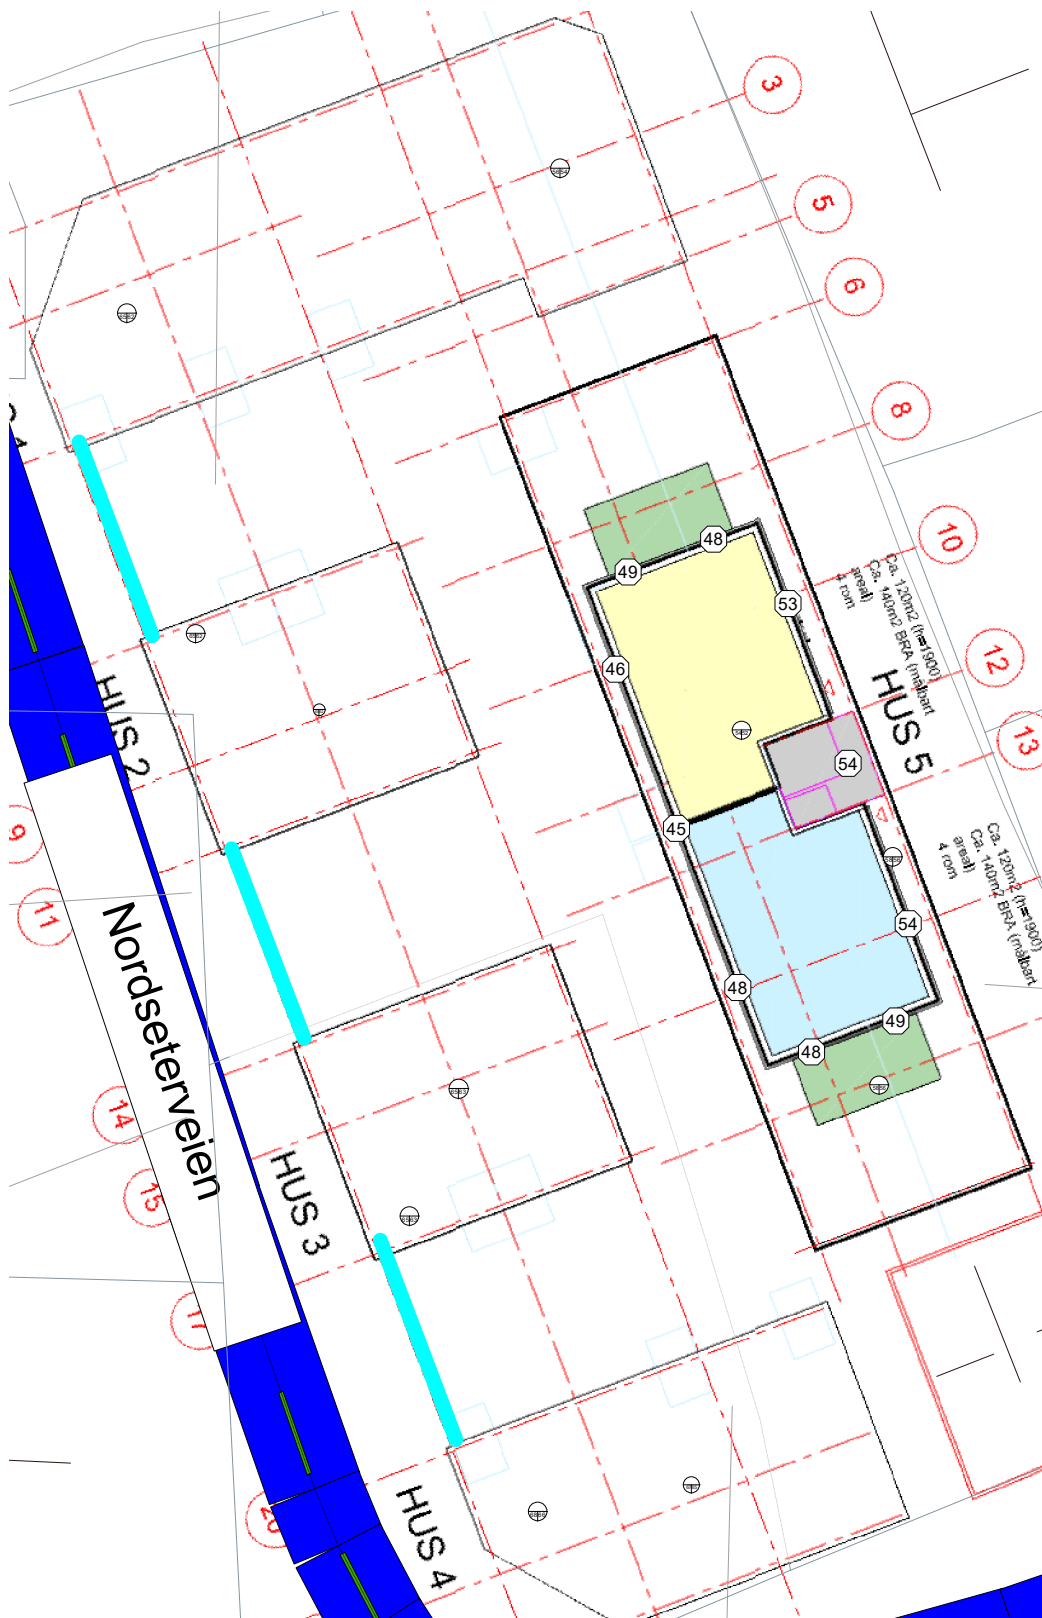 3
5
6
8
10
Ca. 120m2 (h=1900)
Ca. 140m2 BRA (målbart
areal)
4 rom
12
HUS 5
13
48
49
53
46
54
45
Ca. 120m2 (h=1900)
Ca. 140m2 BRA (målbart
areal)
4 rom
54
48
49
48
HUS 2
9
11
Nordseterveien
14
15
HUS 3
17
HUS 4